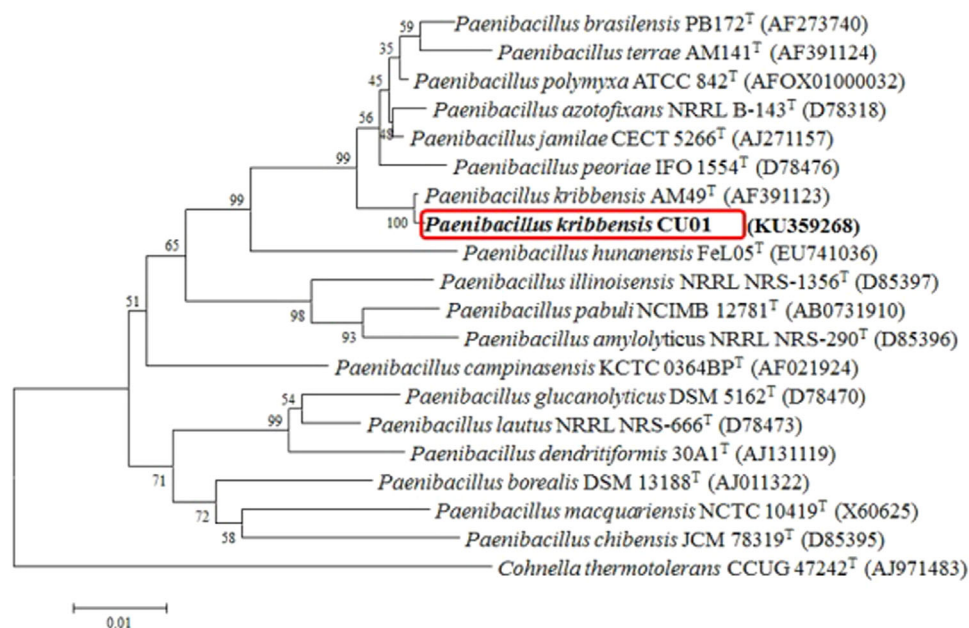 Paenibacillus brasilensis PB172ᵀ (AF273740)
59
Paenibacillus terrae AM141ᵀ (AF391124)
35
Paenibacillus polymyxa ATCC 842ᵀ (AFOX01000032)
45
Paenibacillus azotofixans NRRL B-143ᵀ (D78318)
48
Paenibacillus jamilae CECT 5266ᵀ (AJ271157)
56
Paenibacillus peoriae IFO 1554ᵀ (D78476)
99
Paenibacillus kribbensis AM49ᵀ (AF391123)
100
Paenibacillus kribbensis CU01 (KU359268)
99
Paenibacillus hunanensis FeL05ᵀ (EU741036)
65
Paenibacillus illinoisensis NRRL NRS-1356ᵀ (D85397)
98
Paenibacillus pabuli NCIMB 12781ᵀ (AB0731910)
93
Paenibacillus amylolyticus NRRL NRS-290ᵀ (D85396)
51
Paenibacillus campinasensis KCTC 0364BPᵀ (AF021924)
Paenibacillus glucanolyticus DSM 5162ᵀ (D78470)
54
Paenibacillus lautus NRRL NRS-666ᵀ (D78473)
99
Paenibacillus dendritiformis 30A1ᵀ (AJ131119)
71
Paenibacillus borealis DSM 13188ᵀ (AJ011322)
72
Paenibacillus macquariensis NCTC 10419ᵀ (X60625)
58
Paenibacillus chibensis JCM 78319ᵀ (D85395)
Cohnella thermotolerans CCUG 47242ᵀ (AJ971483)
0.01